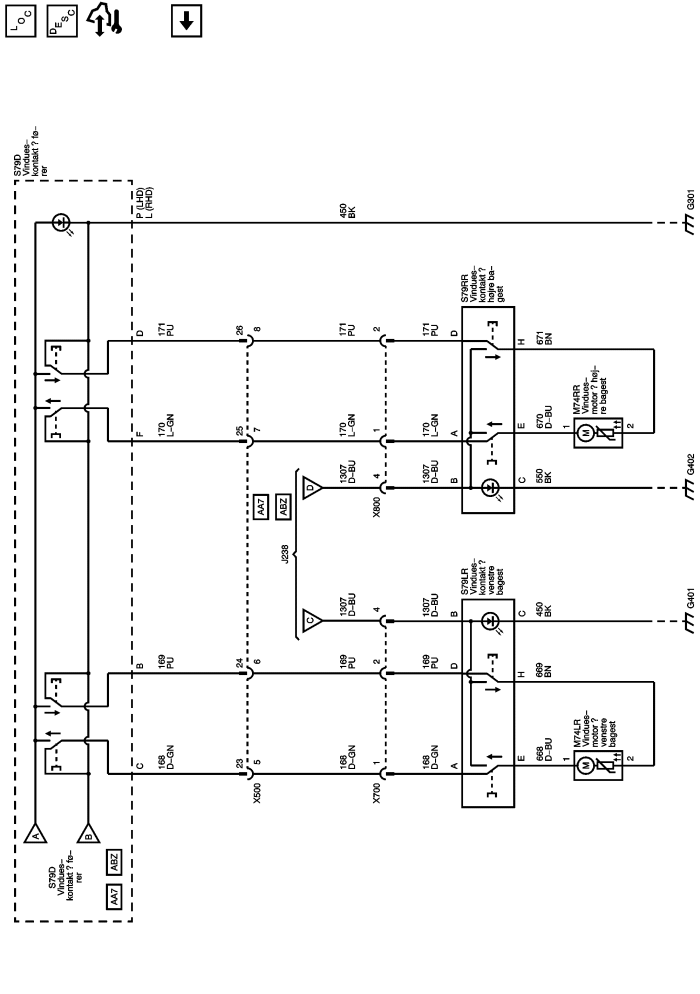 LOC
DESC
S79D
Vindues–
kontakt ? fø–
rer
P (LHD)
L (RHD)
450
BK
G301
D
171
PU
26
8
171
PU
2
171
PU
D
F
170
L–GN
25
7
170
L–GN
1
170
L–GN
A
S79RR
Vindues–
kontakt ?
højre ba–
gest
H
671
BN
E
670
D–BU
1
M74RR
Vindues–
motor ? høj–
re bagest
M
2
AA7
ABZ
J238
D
1307
D–BU
4
X800
1307
D–BU
B
C
550
BK
G402
C
1307
D–BU
4
1307
D–BU
B
S79LR
Vindues–
kontakt ?
venstre
bagest
C
450
BK
G401
B
169
PU
24
6
169
PU
2
169
PU
D
H
669
BN
C
168
D–GN
23
5
X500
168
D–GN
1
X700
168
D–GN
A
E
668
D–BU
1
M74LR
Vindues–
motor ?
venstre
bagest
M
2
A
B
S79D
Vindues–
kontakt ? fø–
rer
AA7
ABZ